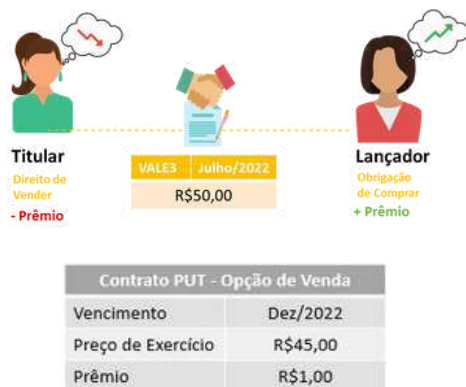 Titular
Direito de
Vender
- Prêmio
VALE3 Julho/2022
R$50,00
Lançador
Obrigação
de Comprar
+ Prêmio
Contrato PUT - Opção de Venda
Vencimento Dez/2022
Preço de Exercício R$45,00
Prêmio R$1,00